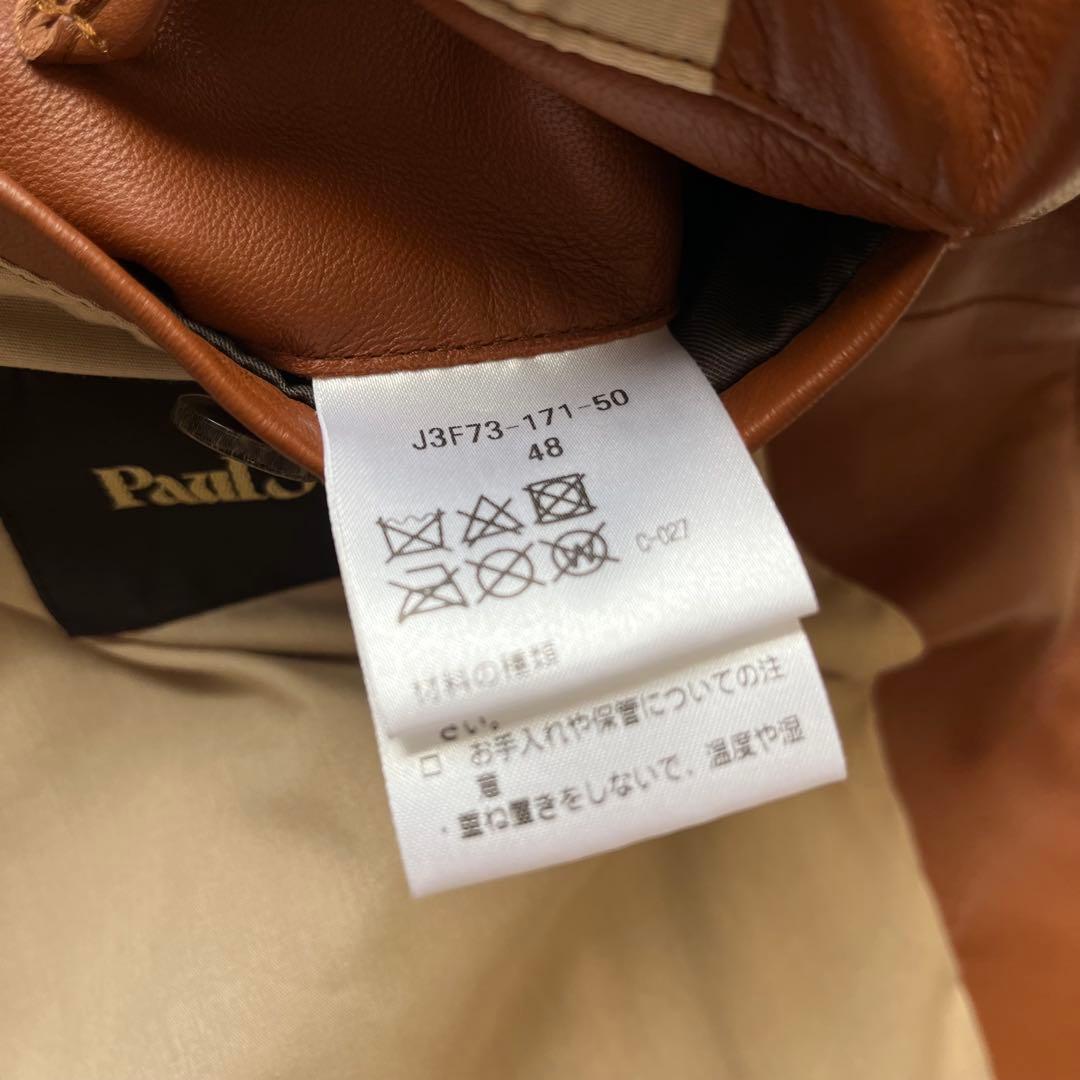 PaulS
J3F73-171-50
48
C-027
材料の種類
さい。
□ お手入れや保管についての注
・重ね置きをしないで、温度や湿